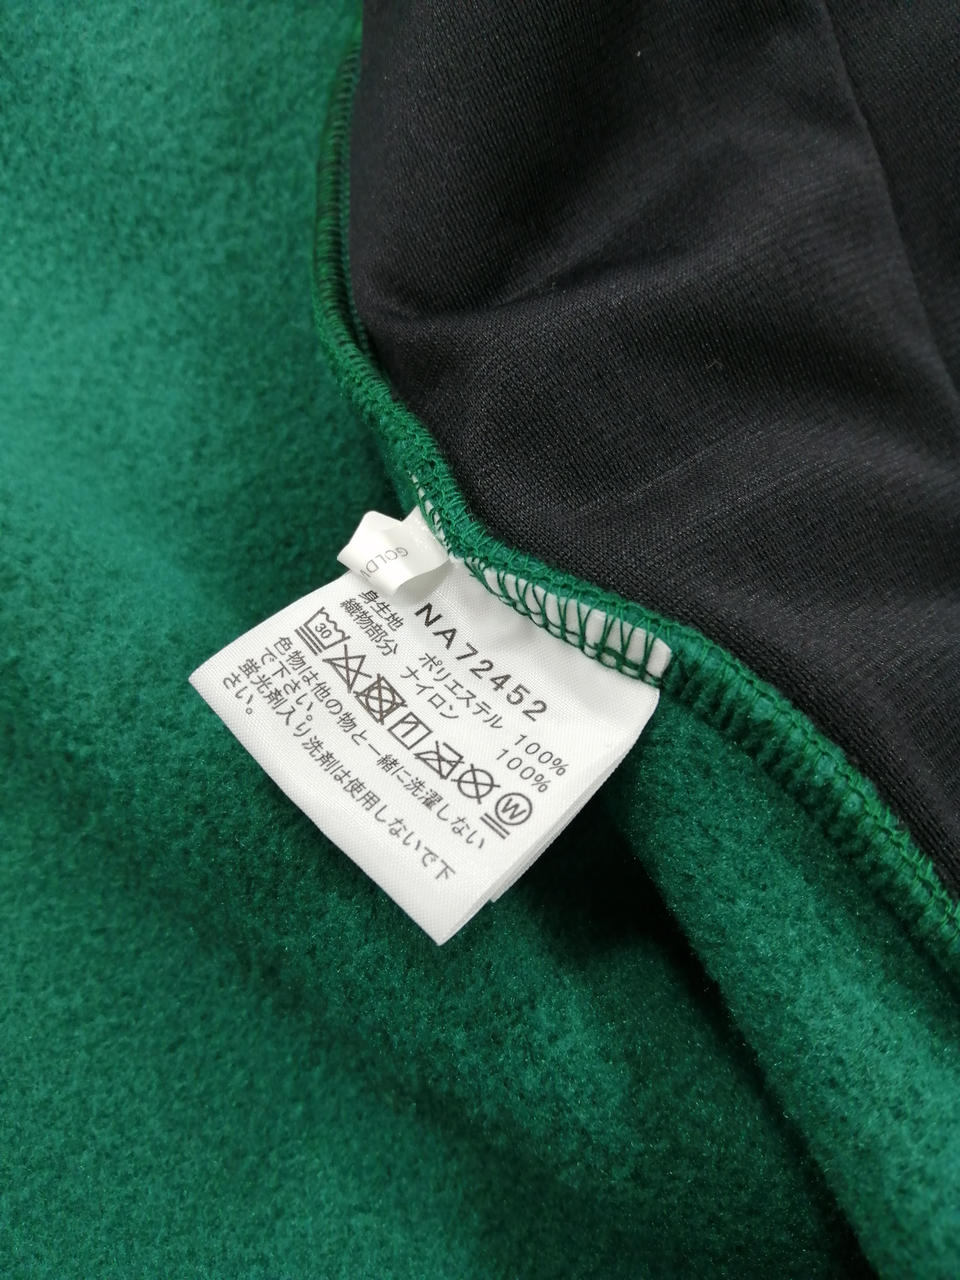 GOLDW
NA72452
身生地 ポリエステル 100%
織物部分 ナイロン 100%
30 W
色物は他の物と一緒に洗濯しない
で下さい。
蛍光剤入り洗剤は使用しないで下
さい。